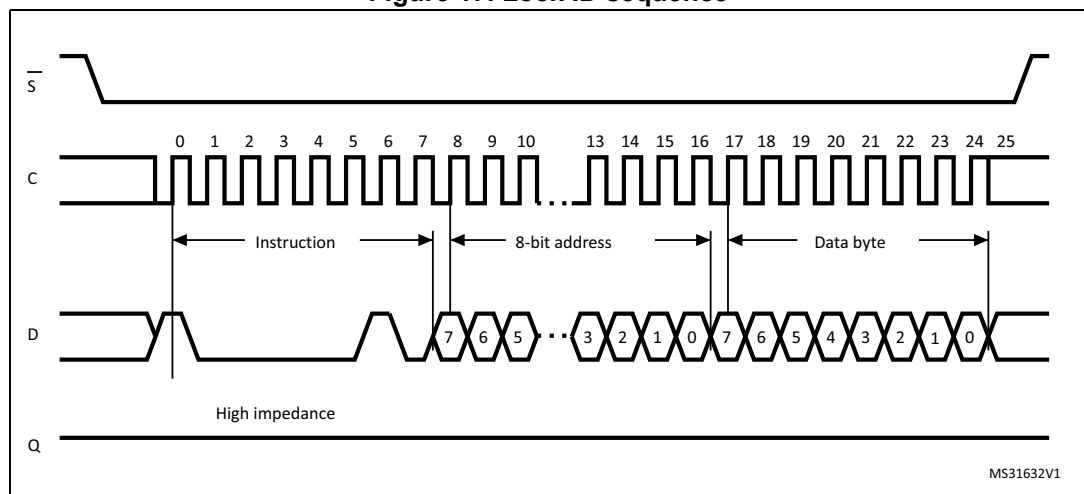 Figure 17. Lock ID sequence
S
0 1 2 3 4 5 6 7 8 9 10 13 14 15 16 17 18 19 20 21 22 23 24 25
C
Instruction 8-bit address Data byte
D 7 6 5 3 2 1 0 7 6 5 4 3 2 1 0
High impedance
Q
MS31632V1